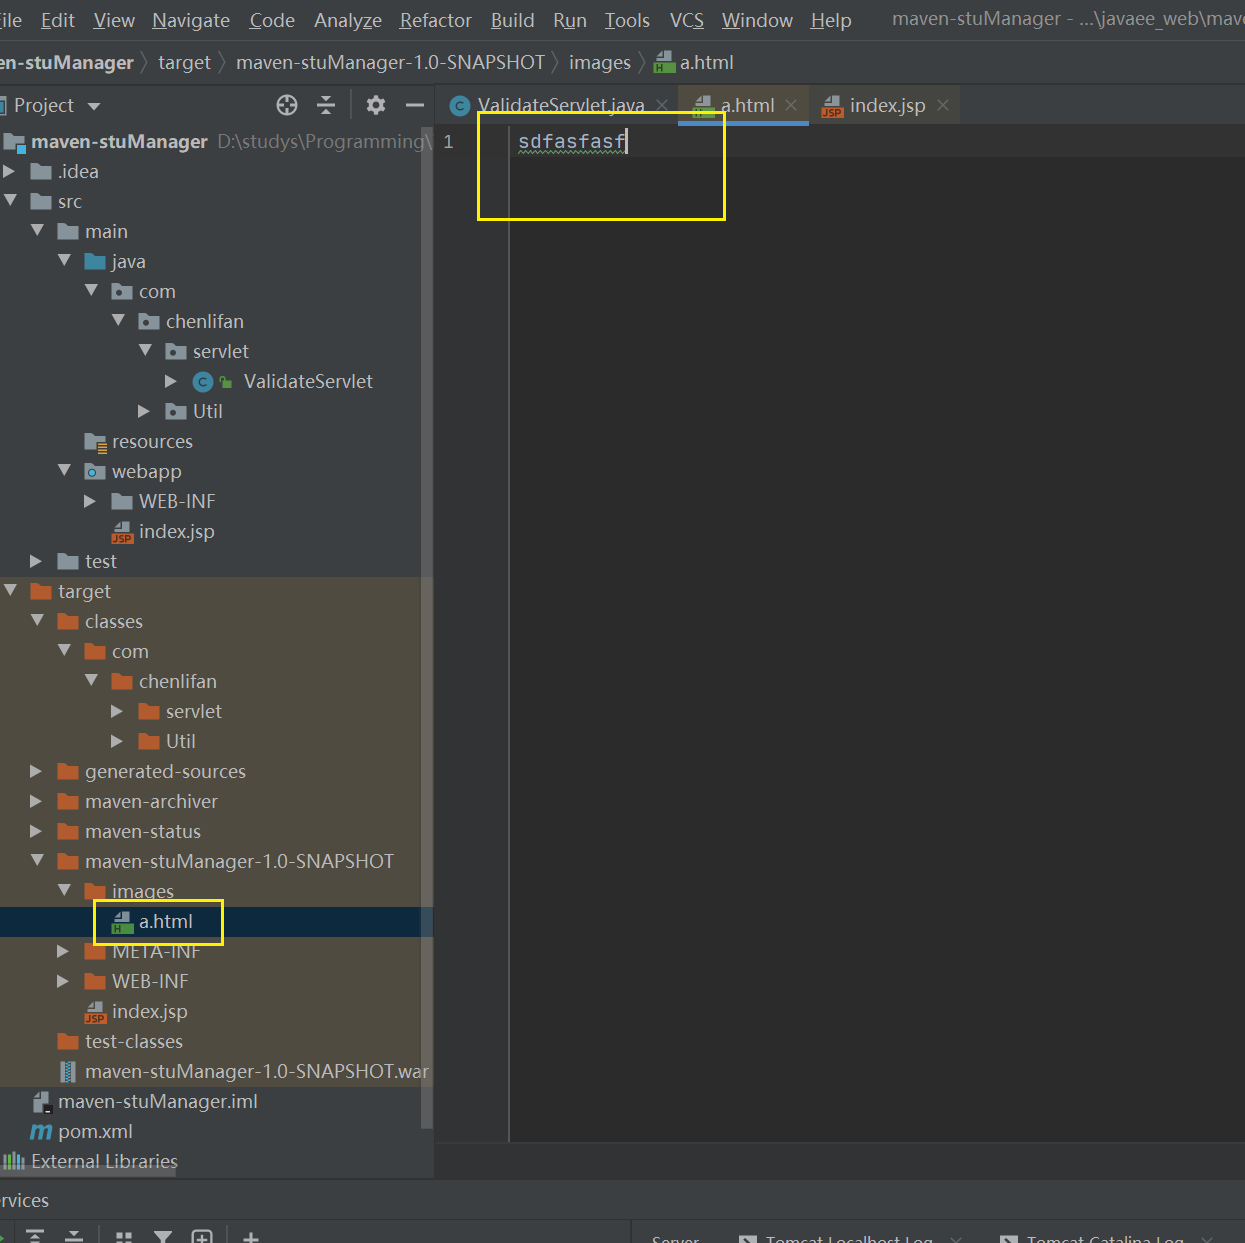 File Edit View Navigate Code Analyze Refactor Build Run Tools VCS Window Help maven-stuManager - ...\javaee_web\mave
en-stuManager target maven-stuManager-1.0-SNAPSHOT images a.html
Project
ValidateServlet.java a.html index.jsp
maven-stuManager D:\studys\Programming\
1 sdfasfasf
.idea
src
main
java
com
chenlifan
servlet
ValidateServlet
Util
resources
webapp
WEB-INF
index.jsp
test
target
classes
com
chenlifan
servlet
Util
generated-sources
maven-archiver
maven-status
maven-stuManager-1.0-SNAPSHOT
images
a.html
META-INF
WEB-INF
index.jsp
test-classes
maven-stuManager-1.0-SNAPSHOT.war
maven-stuManager.iml
pom.xml
External Libraries
ervices
Server Tomcat Localhost Log Tomcat Catalina Log